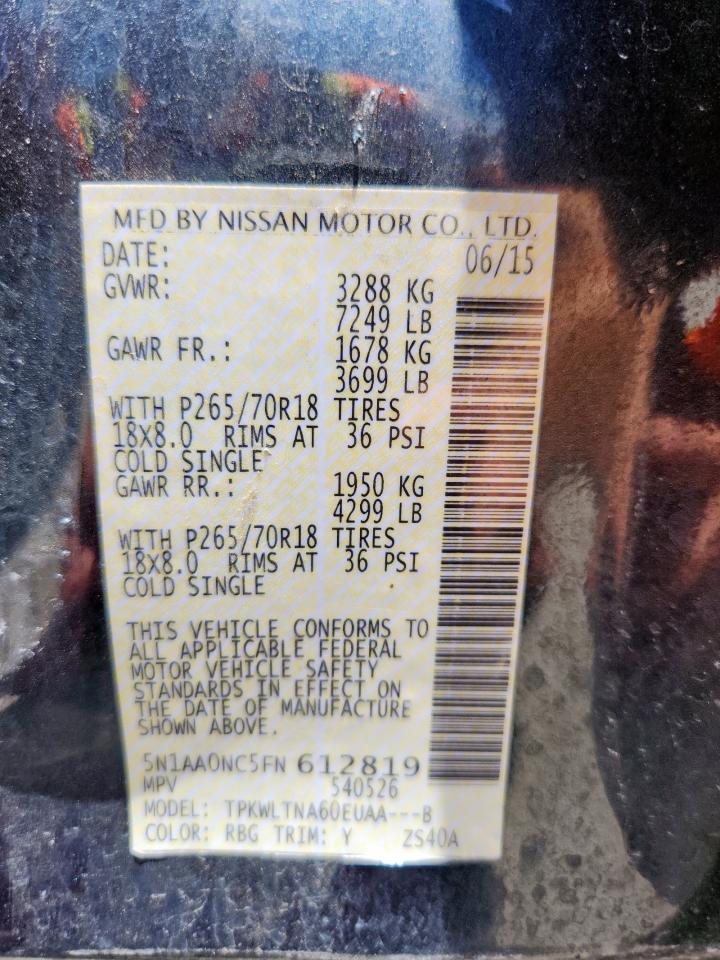 MFD BY NISSAN MOTOR CO., LTD.
DATE: 06/15
GVWR: 3288 KG
7249 LB
GAWR FR.: 1678 KG
3699 LB
WITH P265/70R18 TIRES
18X8.0 RIMS AT 36 PSI
COLD SINGLE
GAWR RR.: 1950 KG
4299 LB
WITH P265/70R18 TIRES
18X8.0 RIMS AT 36 PSI
COLD SINGLE
THIS VEHICLE CONFORMS TO
ALL APPLICABLE FEDERAL
MOTOR VEHICLE SAFETY
STANDARDS IN EFFECT ON
THE DATE OF MANUFACTURE
SHOWN ABOVE.
5N1AA0NC5FN 612819
MPV 540526
MODEL: TPKWLTNA60EUAA---B
COLOR: RBG TRIM: Y ZS40A